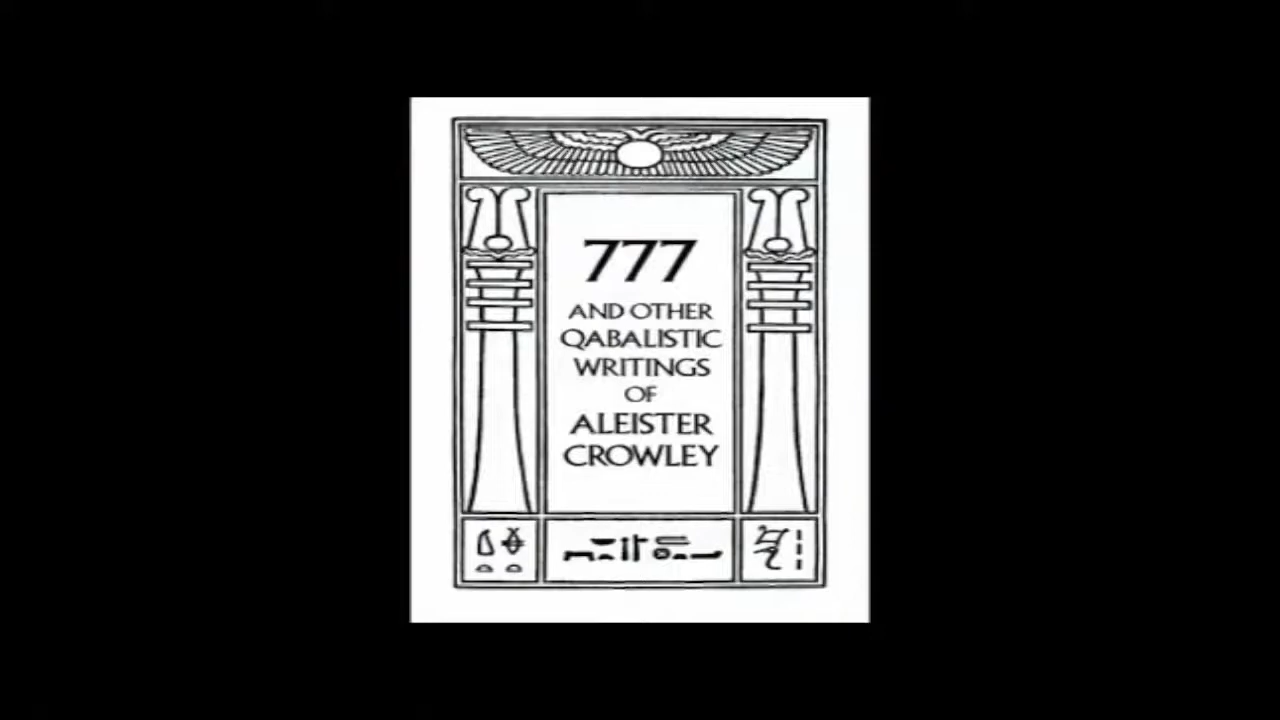 777
AND OTHER
QABALISTIC
WRITINGS
OF
ALEISTER
CROWLEY